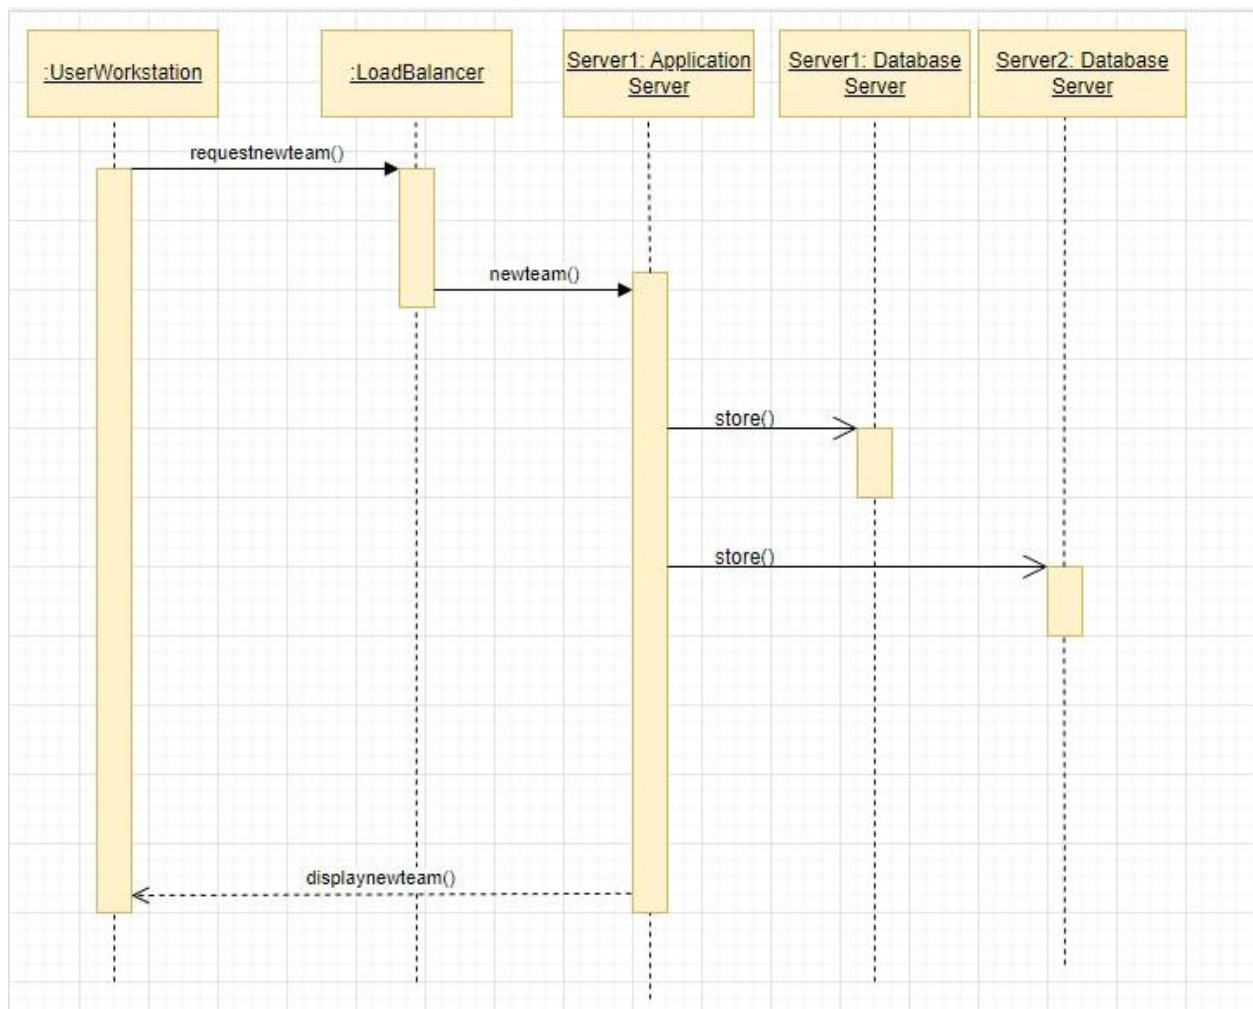 :UserWorkstation
:LoadBalancer
Server1: Application
Server
Server1: Database
Server
Server2: Database
Server
requestnewteam()
newteam()
store()
store()
displaynewteam()